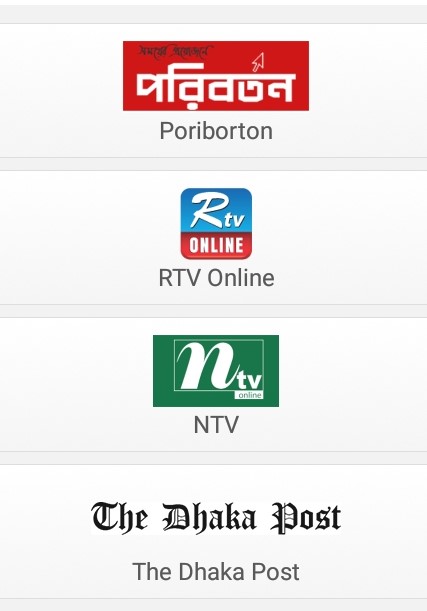 সময়ের প্রয়োজনে
পরিবর্তন
Poriborton
Rtv
ONLINE
RTV Online
ntv
online
NTV
The Dhaka Post
The Dhaka Post